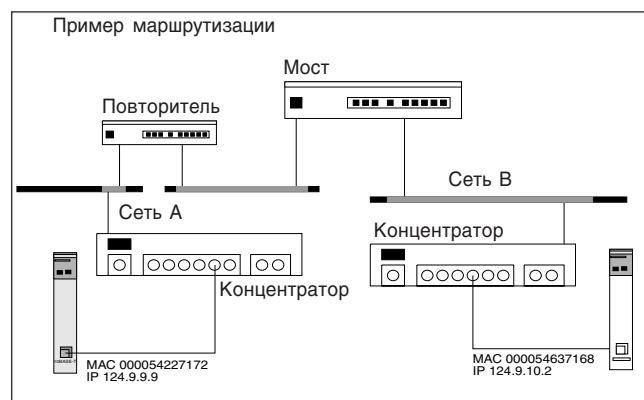 Пример маршрутизации
Мост
Повторитель
Сеть A
Сеть B
Концентратор
Концентратор
MAC 000054227172
IP 124.9.9.9
MAC 000054637168
IP 124.9.10.2